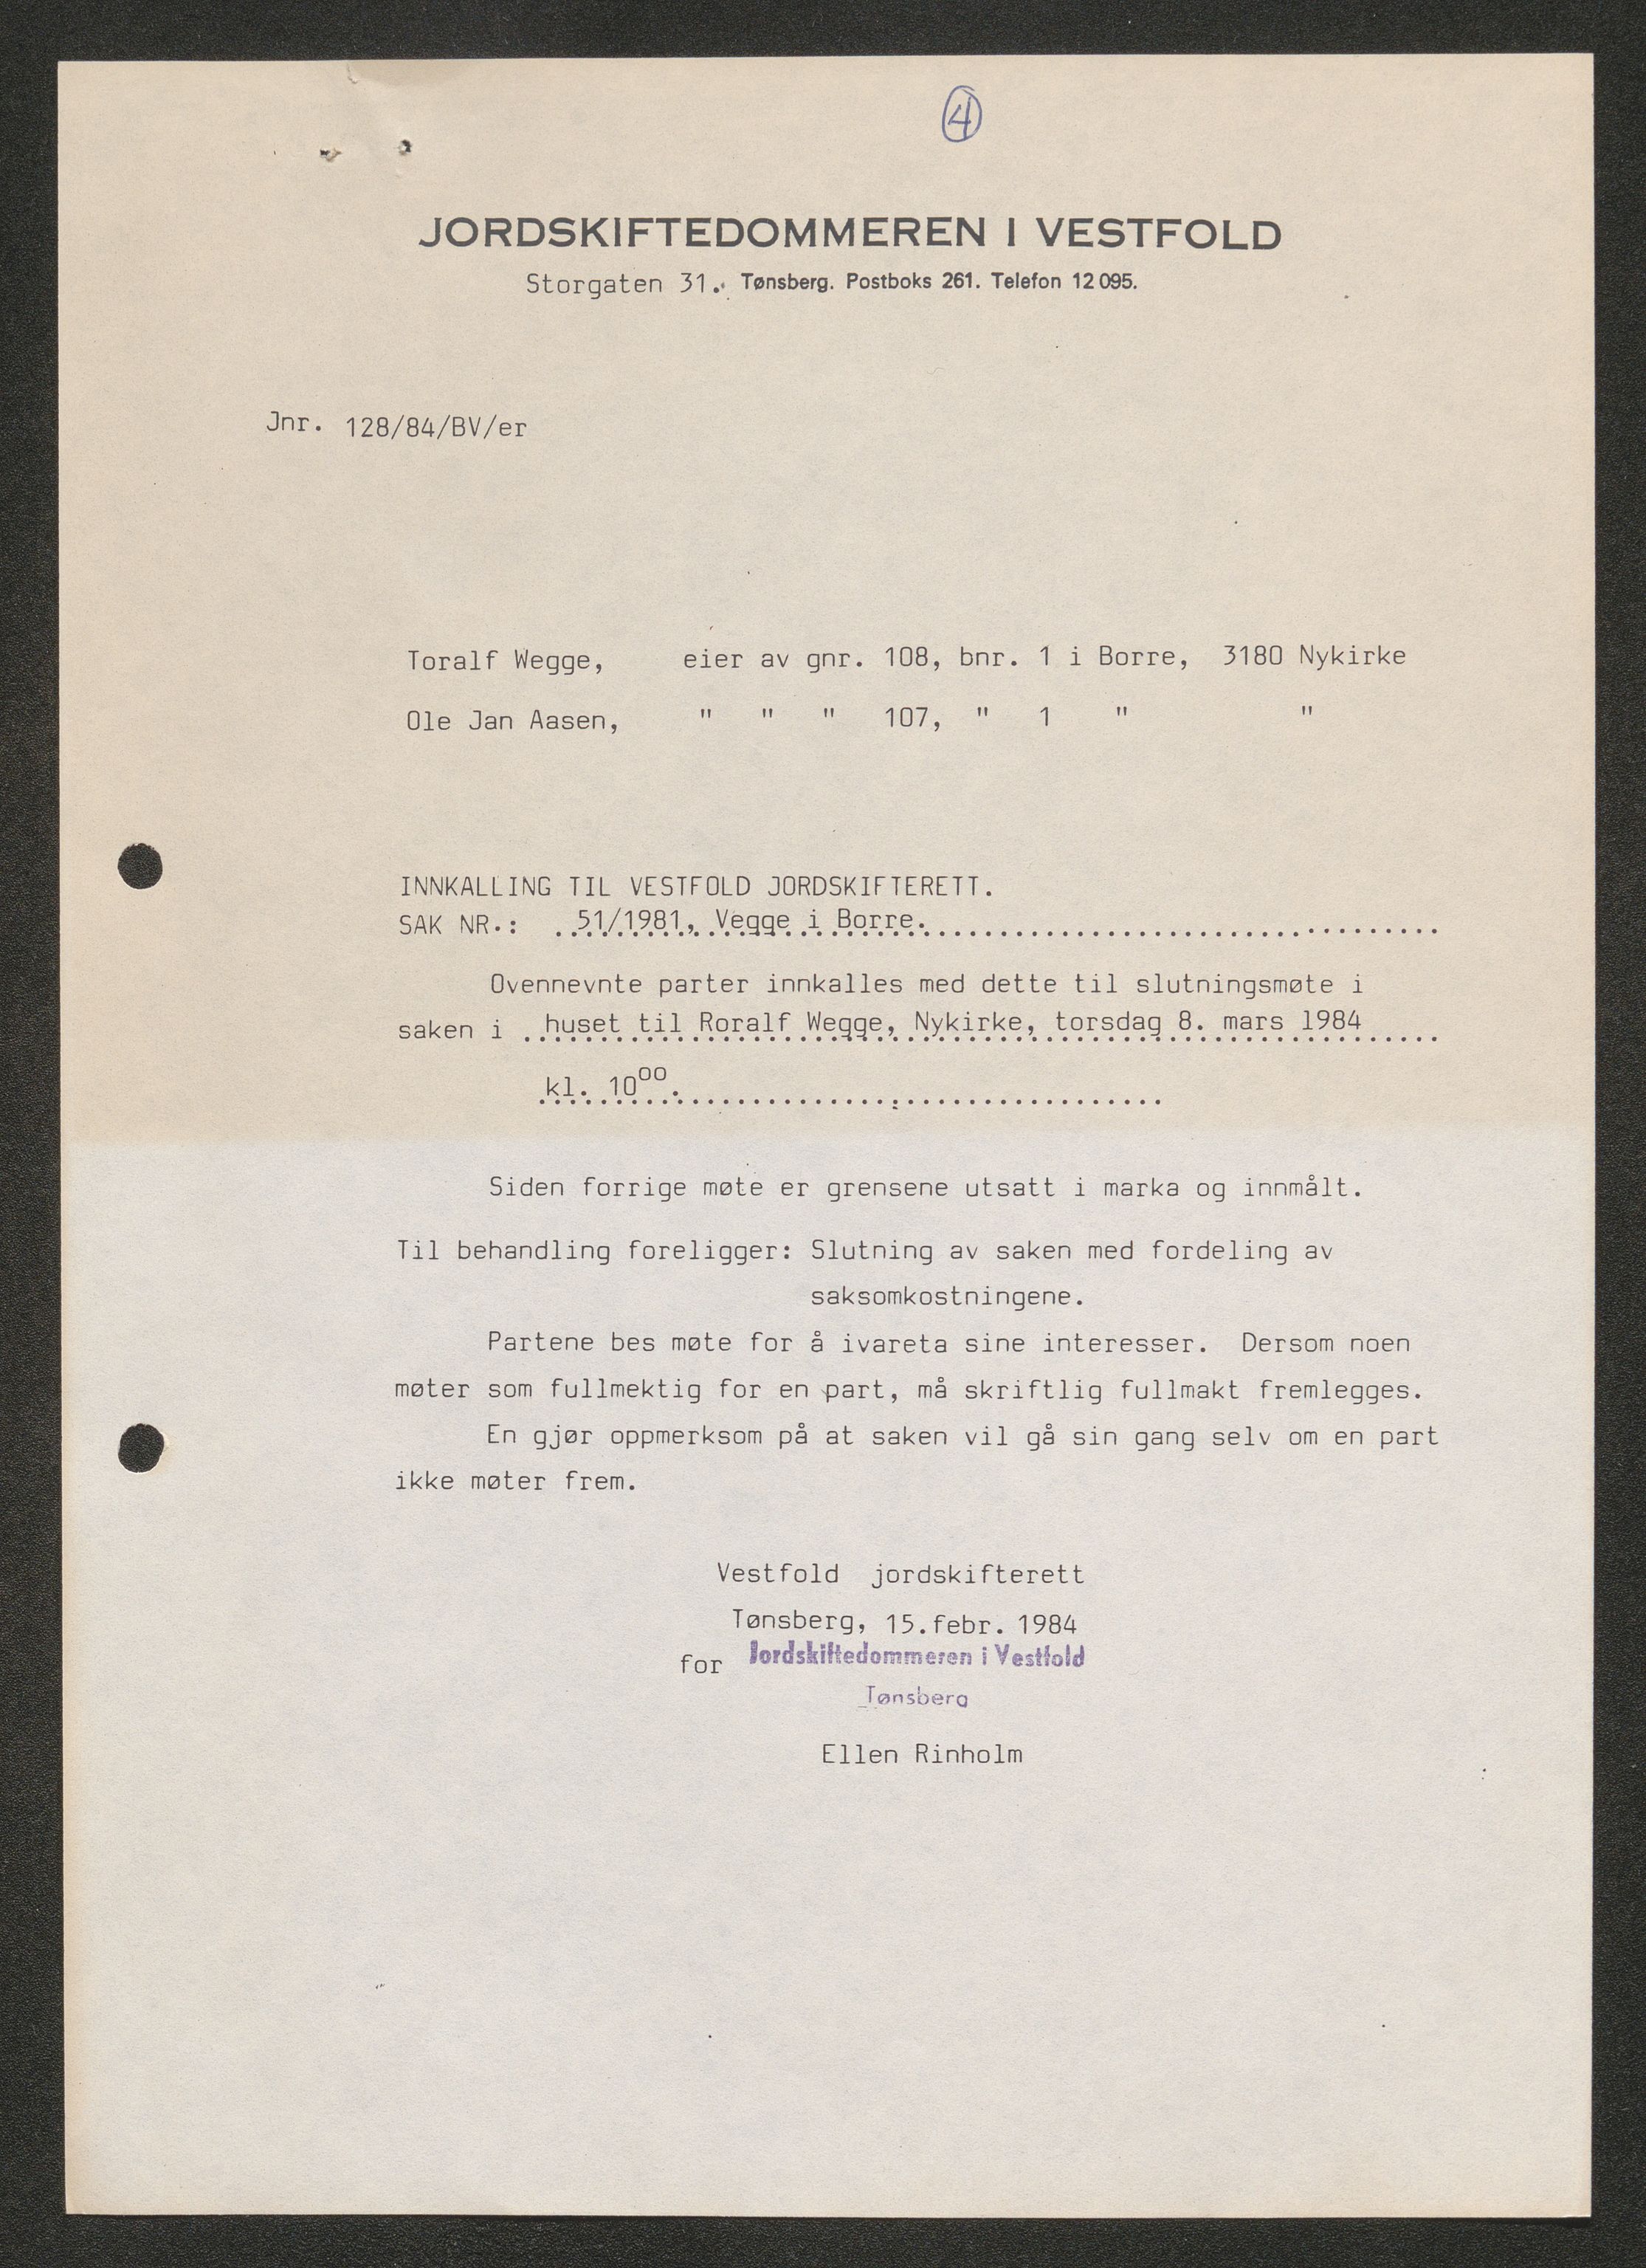 4
JORDSKIFTEDOMMEREN I VESTFOLD
Storgaten 31. Tønsberg. Postboks 261. Telefon 12 095.
Jnr. 128/84/BV/er
Toralf Wegge, eier av gnr. 108, bnr. 1 i Borre, 3180 Nykirke
Ole Jan Aasen, " " " 107, " 1 " "
INNKALLING TIL VESTFOLD JORDSKIFTERETT.
SAK NR.: 51/1981, Vegge i Borre.
Ovennevnte parter innkalles med dette til slutningsmøte i
saken i huset til Roralf Wegge, Nykirke, torsdag 8. mars 1984
kl. 10⁰⁰.
Siden forrige møte er grensene utsatt i marka og innmålt.
Til behandling foreligger: Slutning av saken med fordeling av
saksomkostningene.
Partene bes møte for å ivareta sine interesser. Dersom noen
møter som fullmektig for en part, må skriftlig fullmakt fremlegges.
En gjør oppmerksom på at saken vil gå sin gang selv om en part
ikke møter frem.
Vestfold jordskifterett
Tønsberg, 15.febr. 1984
for Jordskiftedommeren i Vestfold
Tønsberg
Ellen Rinholm